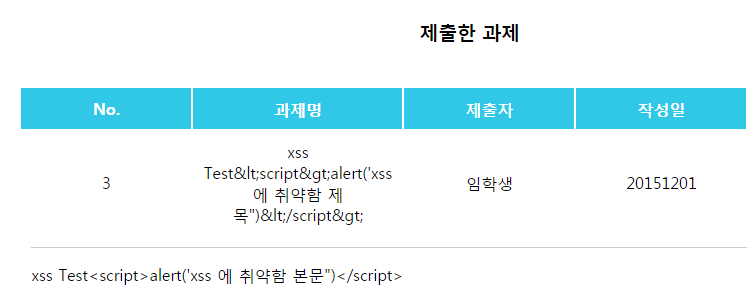 제출한 과제
No. 과제명 제출자 작성일
xss
Test&lt;script&gt;alert('xss
에 취약함 제
목")&lt;/script&gt;
3 임학생 20151201
xss Test<script>alert('xss 에 취약함 본문")</script>